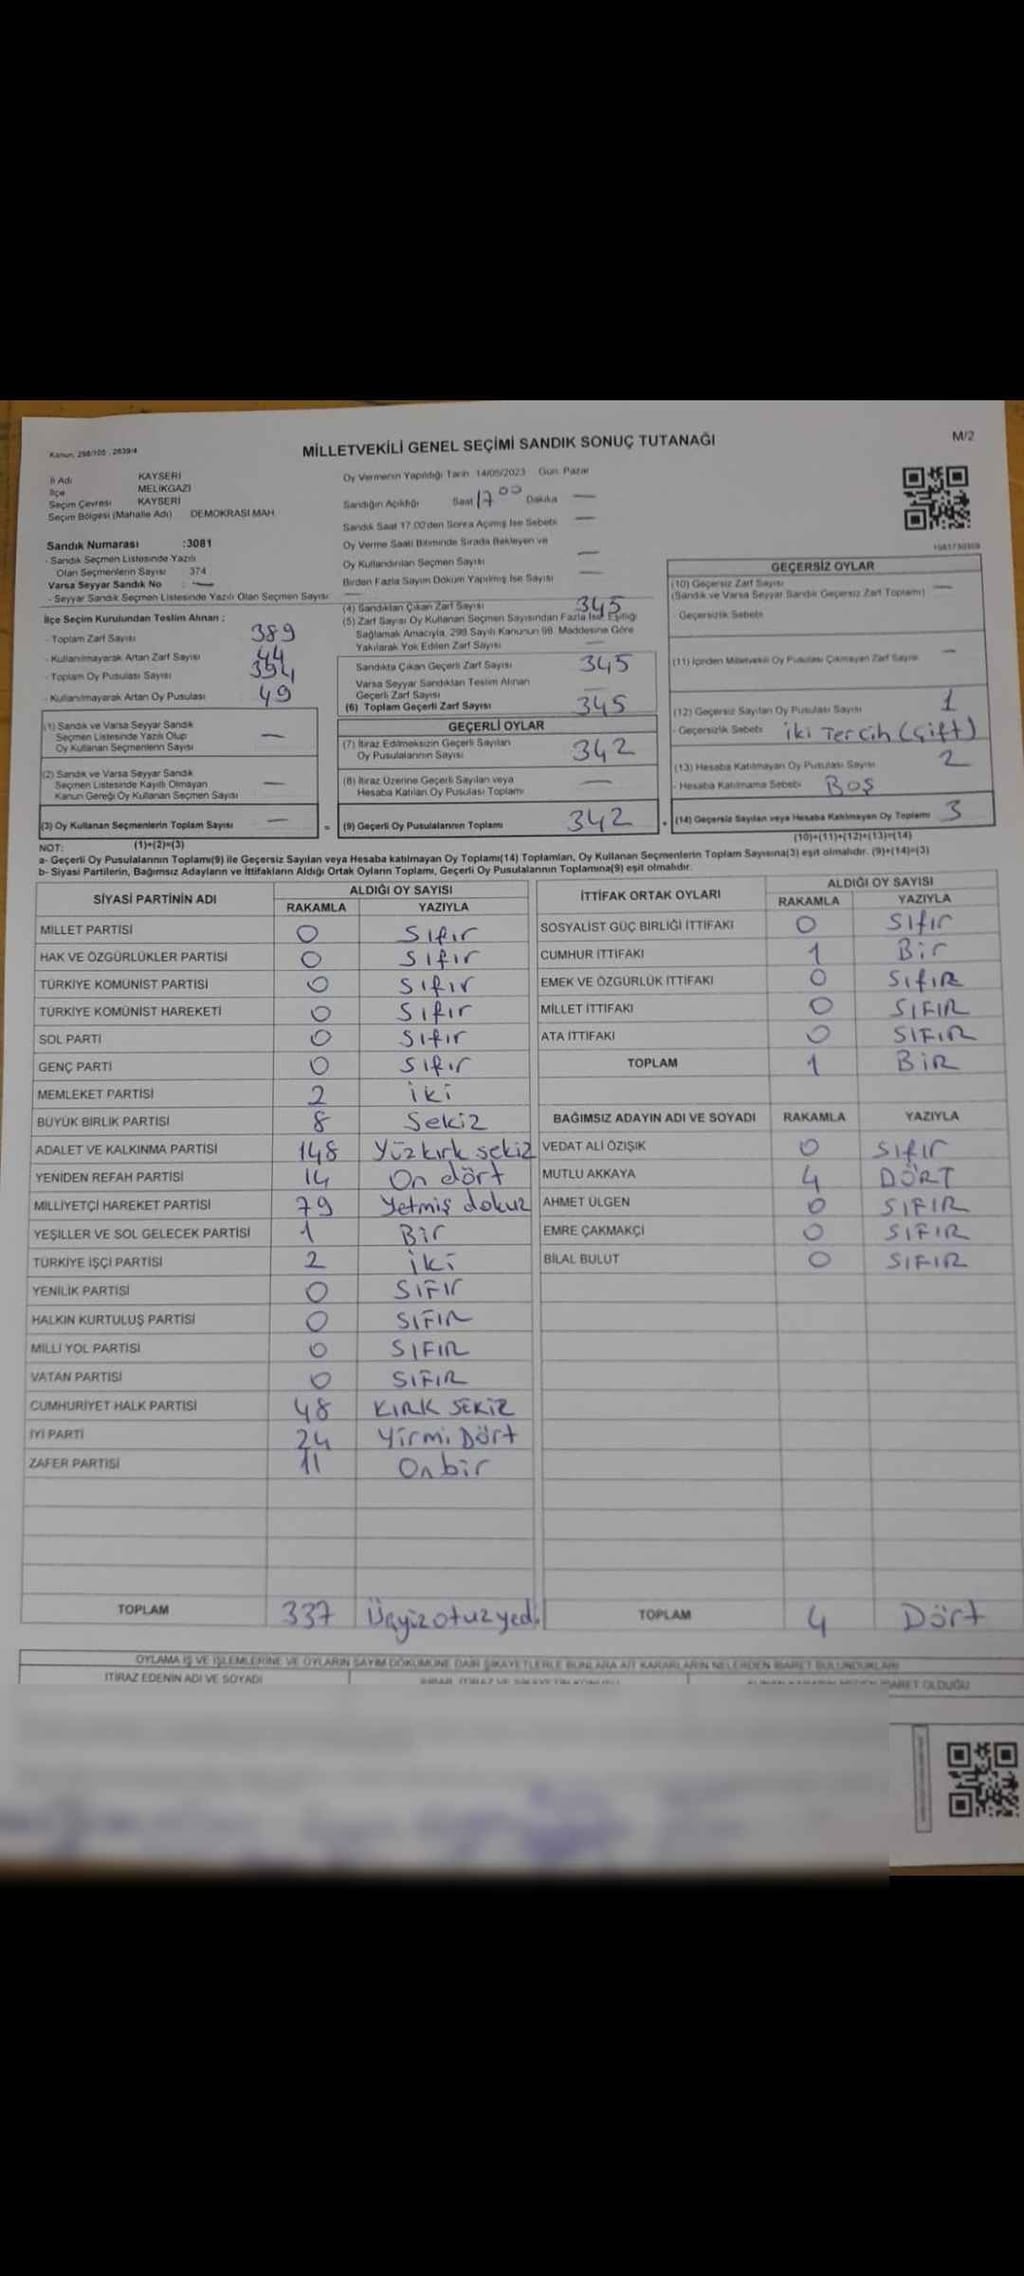 Kanun, 298/105 - 2839/4
MİLLETVEKİLİ GENEL SEÇİMİ SANDIK SONUÇ TUTANAĞI
M/2
İl Adı KAYSERİ
İlçe MELİKGAZİ
Seçim Çevresi KAYSERİ
Seçim Bölgesi (Mahalle Adı) DEMOKRASİ MAH.
Sandık Numarası :3081
- Sandık Seçmen Listesinde Yazılı
Olan Seçmenlerin Sayısı 374
Varsa Seyyar Sandık No : —
- Seyyar Sandık Seçmen Listesinde Yazılı Olan Seçmen Sayısı : —
İlçe Seçim Kurulundan Teslim Alınan ;
- Toplam Zarf Sayısı 389
- Kullanılmayarak Artan Zarf Sayısı 44
- Toplam Oy Pusulası Sayısı 394
- Kullanılmayarak Artan Oy Pusulası 49
(1) Sandık ve Varsa Seyyar Sandık
Seçmen Listesinde Yazılı Olup
Oy Kullanan Seçmenlerin Sayısı —
(2) Sandık ve Varsa Seyyar Sandık
Seçmen Listesinde Kayıtlı Olmayan
Kanun Gereği Oy Kullanan Seçmen Sayısı —
(3) Oy Kullanan Seçmenlerin Toplam Sayısı —
(1)+(2)=(3)
Oy Vermenin Yapıldığı Tarih 14/05/2023 Gün Pazar
Sandığın Açıklığı Saat 17 00 Dakika —
Sandık Saat 17.00'den Sonra Açılmış İse Sebebi —
Oy Verme Saati Bitiminde Sırada Bekleyen ve
Oy Kullandırılan Seçmen Sayısı —
Birden Fazla Sayım Döküm Yapılmış İse Sayısı —
(4) Sandıktan Çıkan Zarf Sayısı 345
(5) Zarf Sayısı Oy Kullanan Seçmen Sayısından Fazla İse, Eşitliği
Sağlamak Amacıyla, 298 Sayılı Kanunun 98. Maddesine Göre
Yakılarak Yok Edilen Zarf Sayısı —
Sandıkta Çıkan Geçerli Zarf Sayısı 345
Varsa Seyyar Sandıktan Teslim Alınan
Geçerli Zarf Sayısı
(6) Toplam Geçerli Zarf Sayısı 345
GEÇERLİ OYLAR
(7) İtiraz Edilmeksizin Geçerli Sayılan
Oy Pusulalarının Sayısı 342
(8) İtiraz Üzerine Geçerli Sayılan veya
Hesaba Katılan Oy Pusulası Toplamı —
= (9) Geçerli Oy Pusulalarının Toplamı 342
GEÇERSİZ OYLAR
(10) Geçersiz Zarf Sayısı —
(Sandık ve Varsa Seyyar Sandık Geçersiz Zarf Toplamı)
- Geçersizlik Sebebi
(11) İçinden Milletvekili Oy Pusulası Çıkmayan Zarf Sayısı —
(12) Geçersiz Sayılan Oy Pusulası Sayısı 1
- Geçersizlik Sebebi iki Tercih (Çift)
(13) Hesaba Katılmayan Oy Pusulası Sayısı 2
- Hesaba Katılmama Sebebi BOŞ
+ (14) Geçersiz Sayılan veya Hesaba Katılmayan Oy Toplamı 3
(10)+(11)+(12)+(13)=(14)
NOT:
a- Geçerli Oy Pusulalarının Toplamı(9) ile Geçersiz Sayılan veya Hesaba katılmayan Oy Toplamı(14) Toplamları, Oy Kullanan Seçmenlerin Toplam Sayısına(3) eşit olmalıdır. (9)+(14)=(3)
b- Siyasi Partilerin, Bağımsız Adayların ve İttifakların Aldığı Ortak Oyların Toplamı, Geçerli Oy Pusulalarının Toplamına(9) eşit olmalıdır.
SİYASİ PARTİNİN ADI ALDIĞI OY SAYISI
RAKAMLA YAZIYLA
MİLLET PARTİSİ 0 Sıfır
HAK VE ÖZGÜRLÜKLER PARTİSİ 0 Sıfır
TÜRKİYE KOMÜNİST PARTİSİ 0 Sıfır
TÜRKİYE KOMÜNİST HAREKETİ 0 Sıfır
SOL PARTİ 0 Sıfır
GENÇ PARTİ 0 Sıfır
MEMLEKET PARTİSİ 2 iki
BÜYÜK BİRLİK PARTİSİ 8 Sekiz
ADALET VE KALKINMA PARTİSİ 148 Yüzkırk sekiz
YENİDEN REFAH PARTİSİ 14 On dört
MİLLİYETÇİ HAREKET PARTİSİ 79 Yetmiş dokuz
YEŞİLLER VE SOL GELECEK PARTİSİ 1 Bir
TÜRKİYE İŞÇİ PARTİSİ 2 iki
YENİLİK PARTİSİ 0 SIFIr
HALKIN KURTULUŞ PARTİSİ 0 SIFIR
MİLLİ YOL PARTİSİ 0 SIFIR
VATAN PARTİSİ 0 SIFIR
CUMHURİYET HALK PARTİSİ 48 KIRK SEKİZ
İYİ PARTİ 24 Yirmi Dört
ZAFER PARTİSİ 11 Onbir
TOPLAM 337 Üçyüzotuzyedi
İTTİFAK ORTAK OYLARI ALDIĞI OY SAYISI
RAKAMLA YAZIYLA
SOSYALİST GÜÇ BİRLİĞİ İTTİFAKI 0 Sıfır
CUMHUR İTTİFAKI 1 Bir
EMEK VE ÖZGÜRLÜK İTTİFAKI 0 SıfıR
MİLLET İTTİFAKI 0 SIFIR
ATA İTTİFAKI 0 SIFIR
TOPLAM 1 BİR
BAĞIMSIZ ADAYIN ADI VE SOYADI RAKAMLA YAZIYLA
VEDAT ALİ ÖZIŞIK 0 Sıfır
MUTLU AKKAYA 4 DÖRT
AHMET ÜLGEN 0 SIFIR
EMRE ÇAKMAKÇI 0 SIFIR
BİLAL BULUT 0 SIFIR
TOPLAM 4 Dört
OYLAMA İŞ VE İŞLEMLERİNE VE OYLARIN SAYIM DÖKÜMÜNE DAİR ŞİKAYETLERLE BUNLARA AİT KARARLARIN NELERDEN İBARET BULUNDUKLARI
İTİRAZ EDENİN ADI VE SOYADI